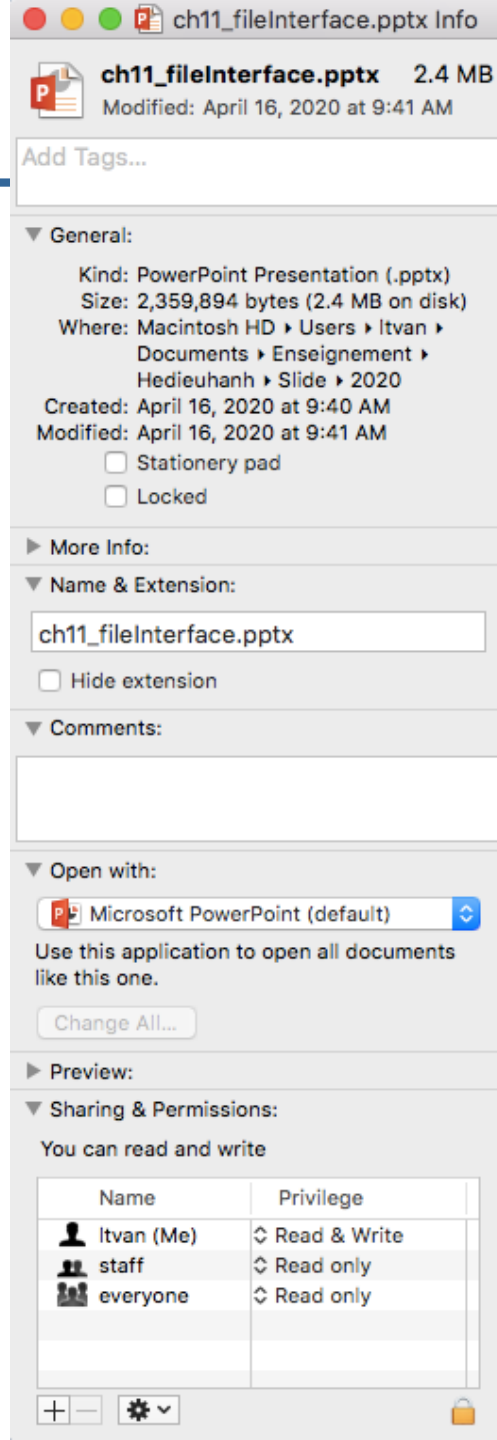 ch11_fileInterface.pptx Info
ch11_fileInterface.pptx 2.4 MB
Modified: April 16, 2020 at 9:41 AM
Add Tags...
General:
Kind: PowerPoint Presentation (.pptx)
Size: 2,359,894 bytes (2.4 MB on disk)
Where: Macintosh HD ▸ Users ▸ ltvan ▸
Documents ▸ Enseignement ▸
Hedieuhanh ▸ Slide ▸ 2020
Created: April 16, 2020 at 9:40 AM
Modified: April 16, 2020 at 9:41 AM
Stationery pad
Locked
More Info:
Name & Extension:
ch11_fileInterface.pptx
Hide extension
Comments:
Open with:
Microsoft PowerPoint (default)
Use this application to open all documents
like this one.
Change All...
Preview:
Sharing & Permissions:
You can read and write
Name Privilege
ltvan (Me) Read & Write
staff Read only
everyone Read only